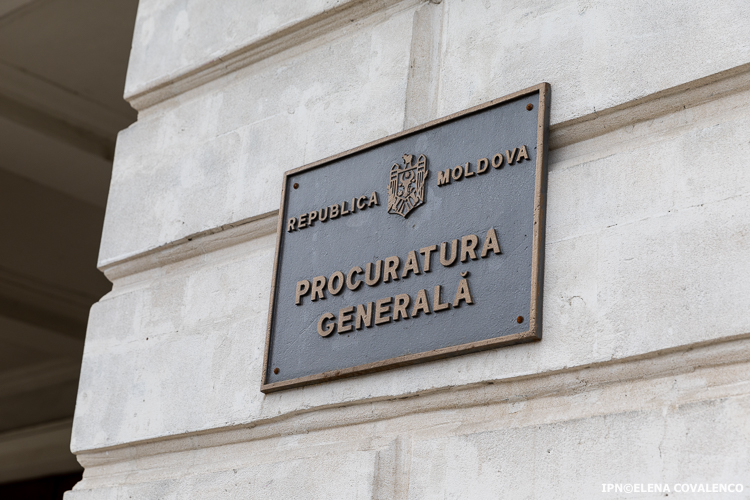 REPUBLICA MOLDOVA
PROCURATURA
GENERALĂ
IPN©ELENA COVALENCO